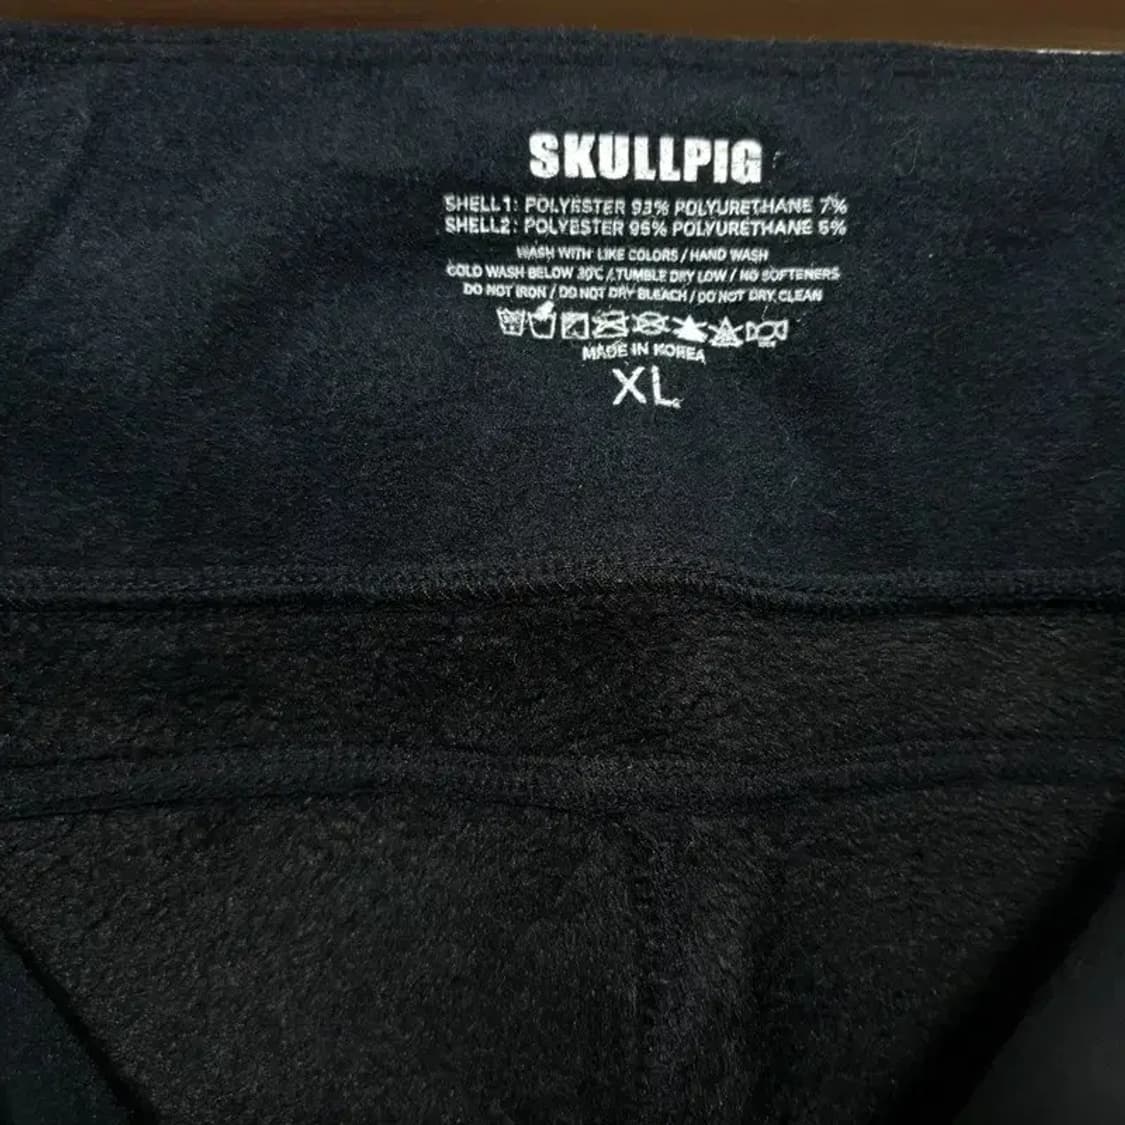 SKULLPIG
SHELL1: POLYESTER 93% POLYURETHANE 7%
SHELL2: POLYESTER 95% POLYURETHANE 5%
WASH WITH LIKE COLORS / HAND WASH
COLD WASH BELOW 30C / TUMBLE DRY LOW / NO SOFTENERS
DO NOT IRON / DO NOT DRY BLEACH / DO NOT DRY CLEAN
MADE IN KOREA
XL